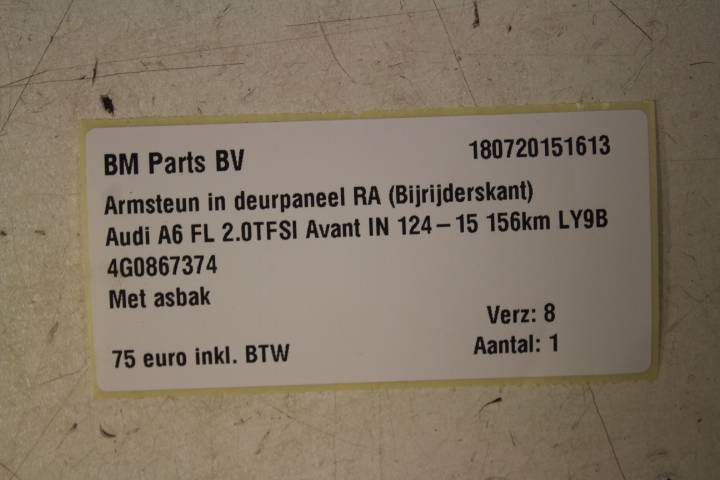 BM Parts BV 180720151613
Armsteun in deurpaneel RA (Bijrijderskant)
Audi A6 FL 2.0TFSI Avant IN 124-15 156km LY9B
4G0867374
Met asbak
Verz: 8
75 euro inkl. BTW Aantal: 1